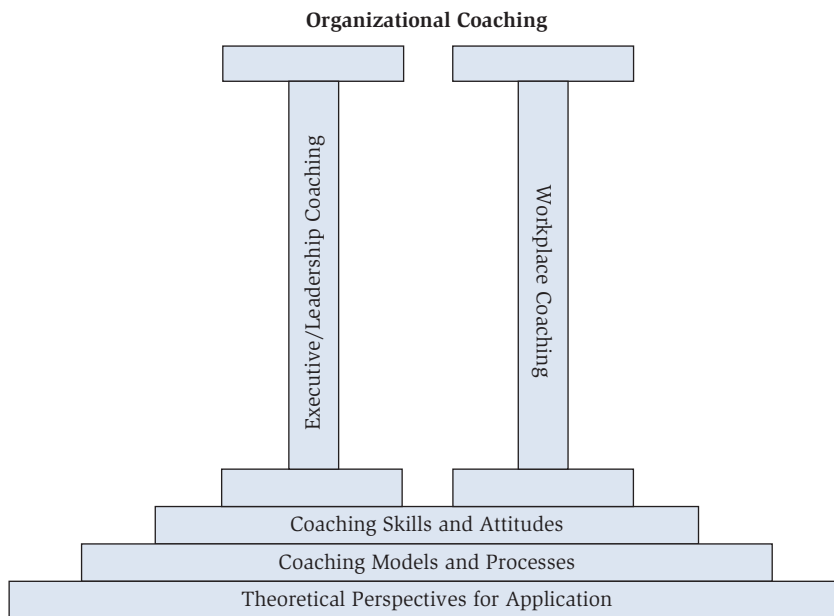 Organizational Coaching
Executive/Leadership Coaching
Workplace Coaching
Coaching Skills and Attitudes
Coaching Models and Processes
Theoretical Perspectives for Application